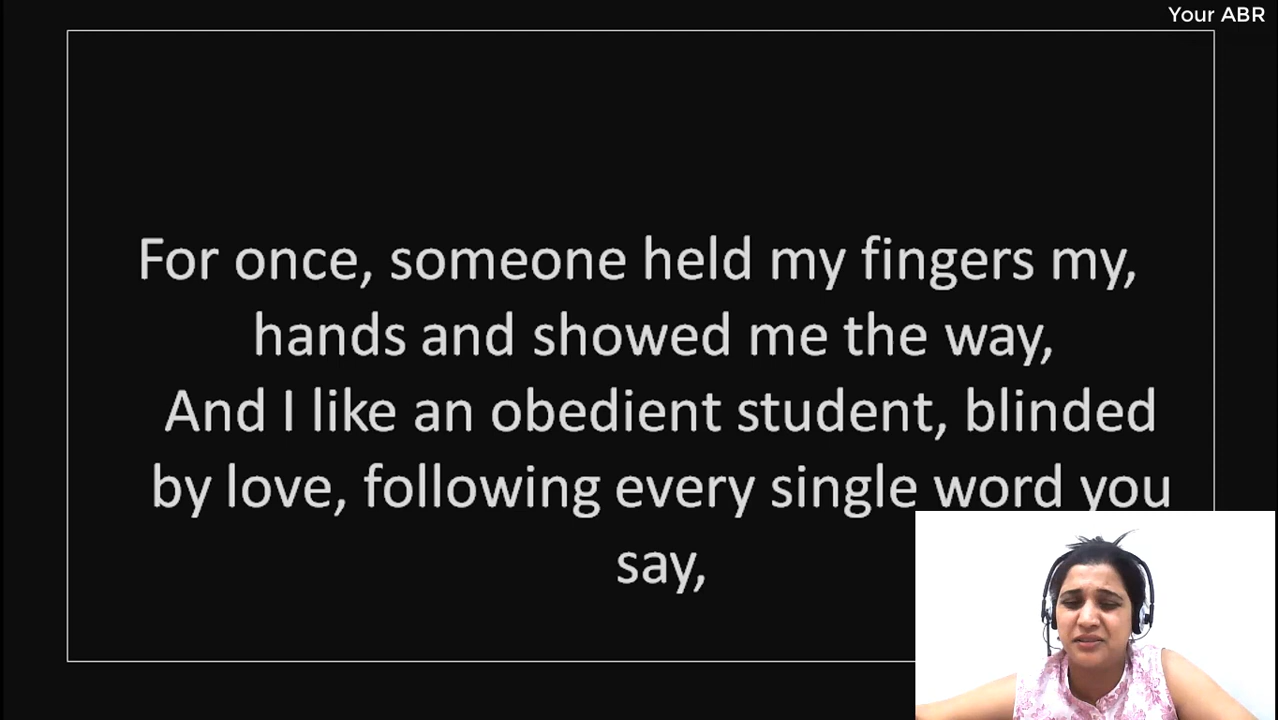 Your ABR
For once, someone held my fingers my,
hands and showed me the way,
And I like an obedient student, blinded
by love, following every single word you
say,